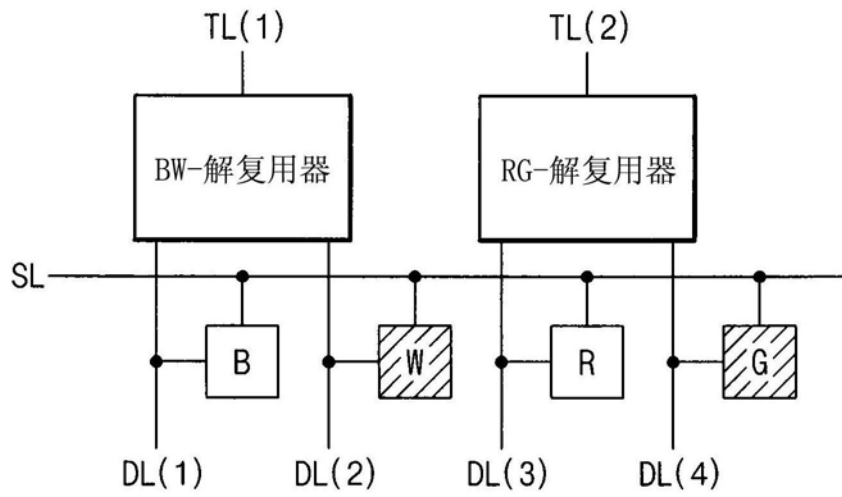 TL(1) TL(2)
BW-解复用器 RG-解复用器
SL
B W R G
DL(1) DL(2) DL(3) DL(4)